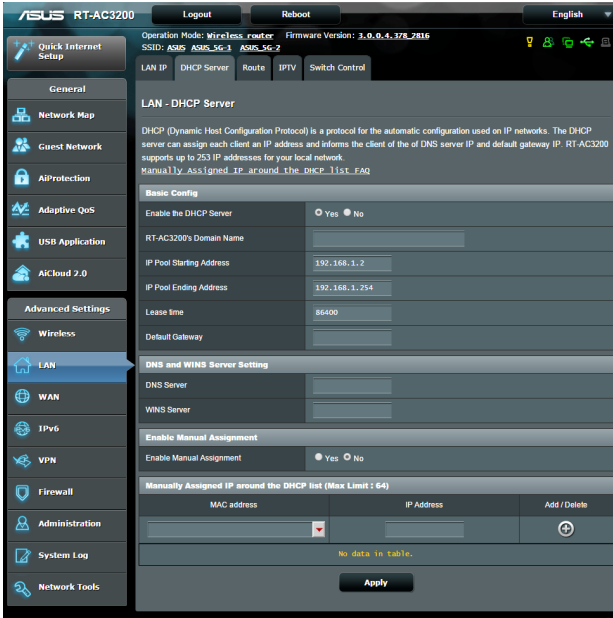 ASUS RT-AC3200 Logout Reboot English
Quick Internet Setup
General
Network Map
Guest Network
AiProtection
Adaptive QoS
USB Application
AiCloud 2.0
Advanced Settings
Wireless
LAN
WAN
IPv6
VPN
Firewall
Administration
System Log
Network Tools
Operation Mode: Wireless router Firmware Version: 3.0.0.4.378_2816
SSID: ASUS ASUS_5G-1 ASUS_5G-2
LAN IP DHCP Server Route IPTV Switch Control
LAN - DHCP Server
DHCP (Dynamic Host Configuration Protocol) is a protocol for the automatic configuration used on IP networks. The DHCP
server can assign each client an IP address and informs the client of the of DNS server IP and default gateway IP. RT-AC3200
supports up to 253 IP addresses for your local network.
Manually Assigned IP around the DHCP list FAQ
Basic Config
Enable the DHCP Server Yes No
RT-AC3200's Domain Name
IP Pool Starting Address 192.168.1.2
IP Pool Ending Address 192.168.1.254
Lease time 86400
Default Gateway
DNS and WINS Server Setting
DNS Server
WINS Server
Enable Manual Assignment
Enable Manual Assignment Yes No
Manually Assigned IP around the DHCP list (Max Limit : 64)
MAC address IP Address Add / Delete
No data in table.
Apply